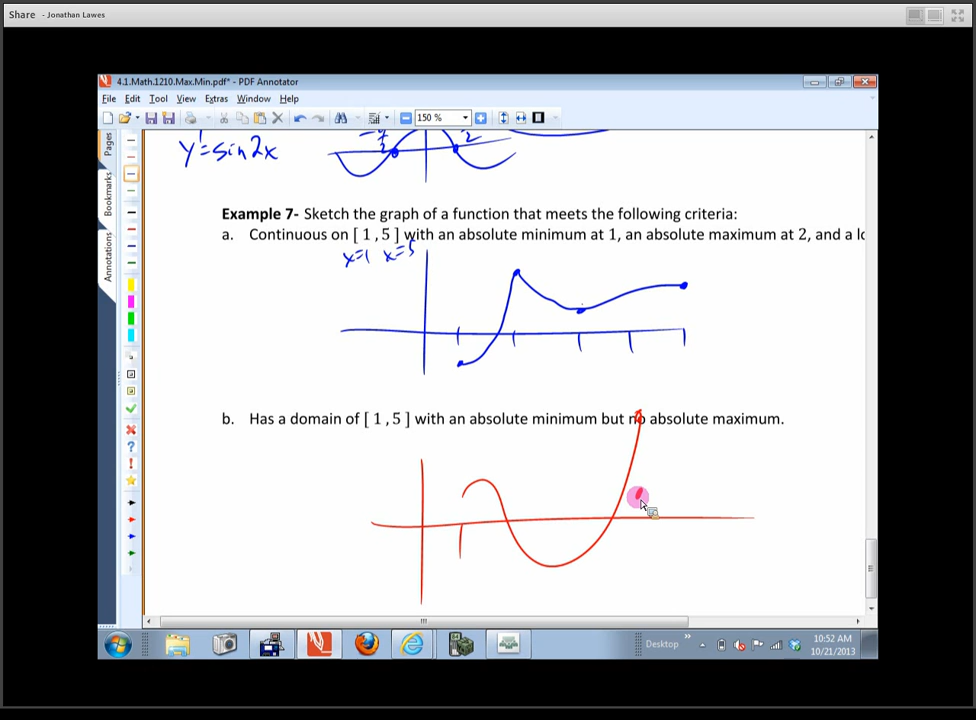 Share - Jonathan Lawes
4.1.Math.1210.Max.Min.pdf* - PDF Annotator
File Edit Tool View Extras Window Help
150 %
Pages
Bookmarks
Annotations
y'=sin2x
Example 7- Sketch the graph of a function that meets the following criteria:
a. Continuous on [ 1 , 5 ] with an absolute minimum at 1, an absolute maximum at 2, and a lo
x=1 x=5
b. Has a domain of [ 1 , 5 ] with an absolute minimum but no absolute maximum.
Desktop
10:52 AM
10/21/2013